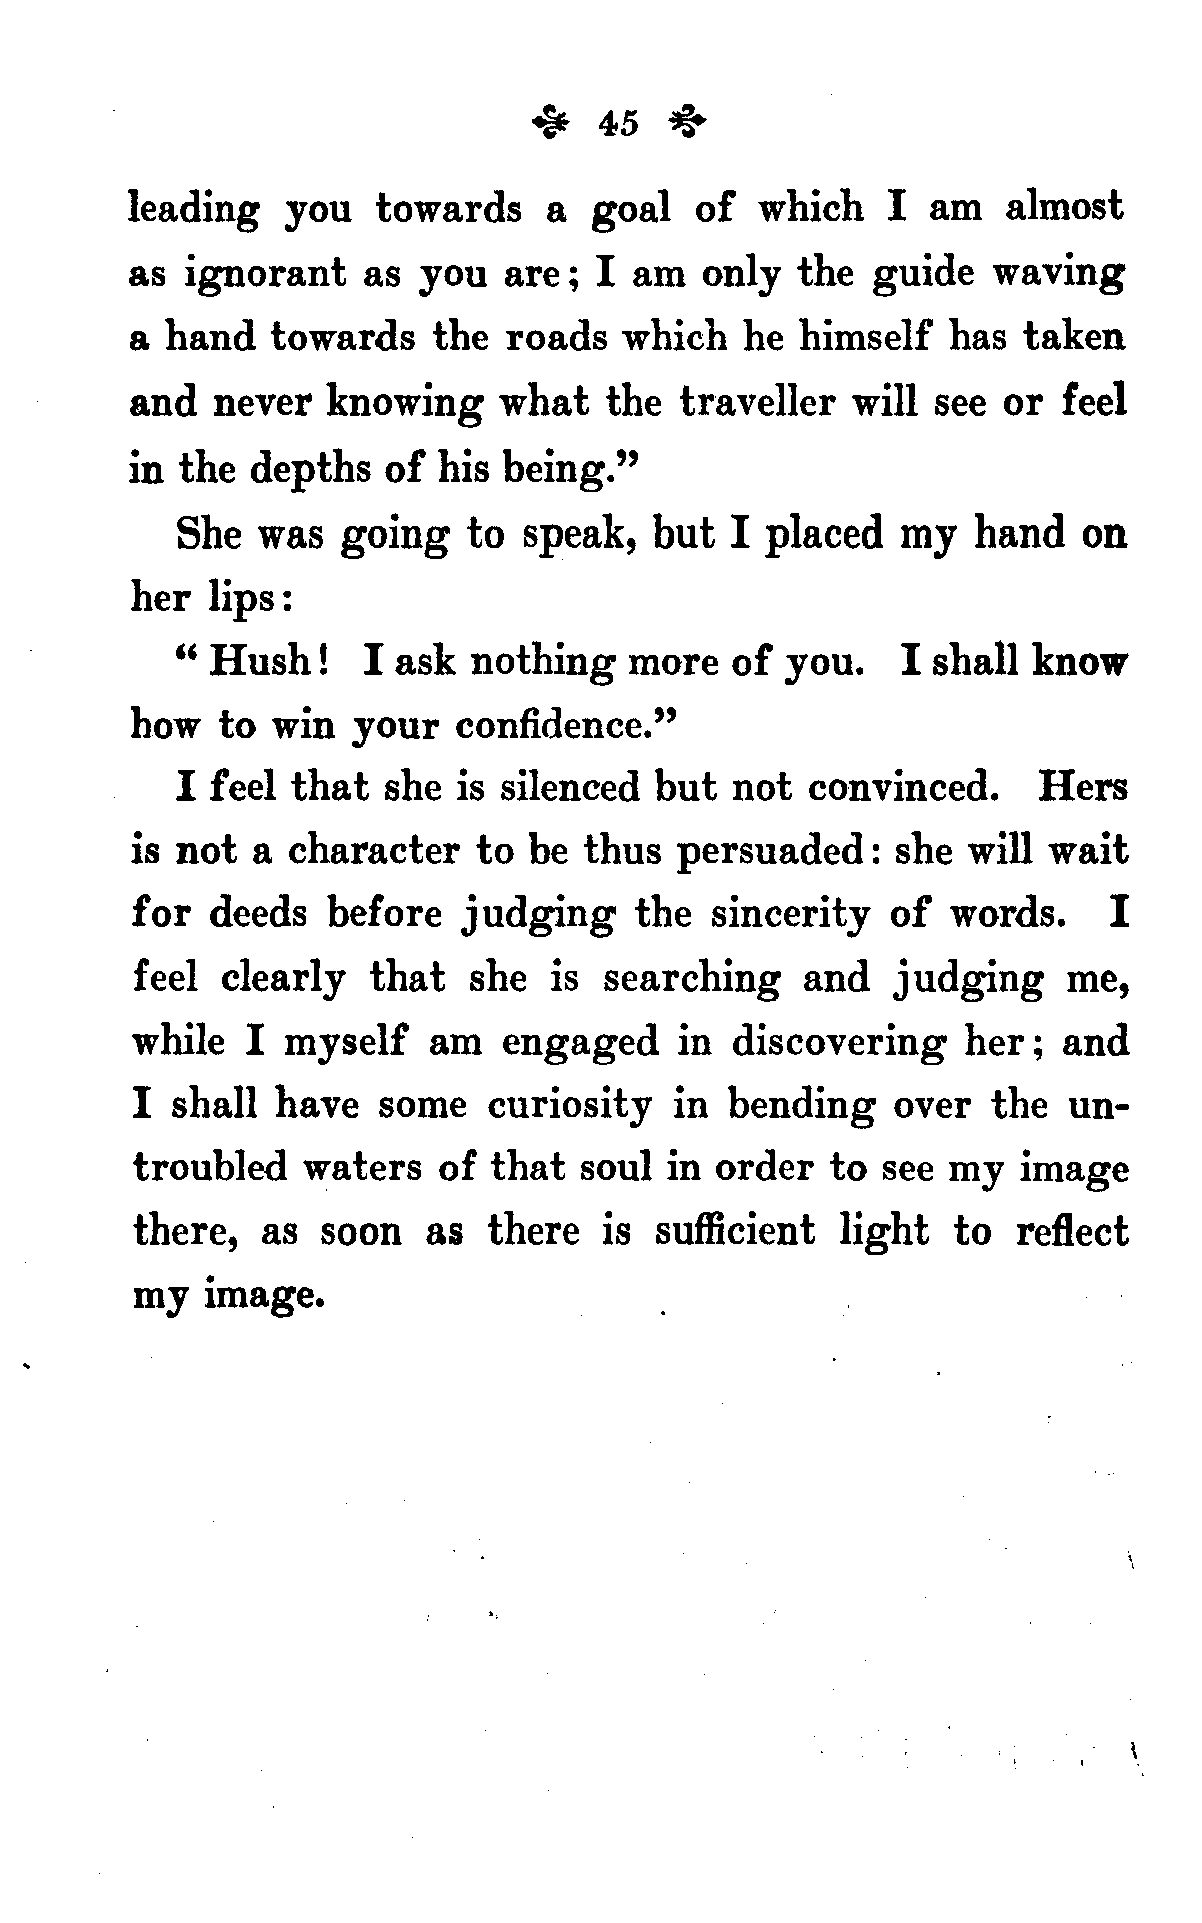 45
leading you towards a goal of which I am almost
as ignorant as you are; I am only the guide waving
a hand towards the roads which he himself has taken
and never knowing what the traveller will see or feel
in the depths of his being.”
She was going to speak, but I placed my hand on
her lips:
“Hush! I ask nothing more of you. I shall know
how to win your confidence.”
I feel that she is silenced but not convinced. Hers
is not a character to be thus persuaded: she will wait
for deeds before judging the sincerity of words. I
feel clearly that she is searching and judging me,
while I myself am engaged in discovering her; and
I shall have some curiosity in bending over the un-
troubled waters of that soul in order to see my image
there, as soon as there is sufficient light to reflect
my image.